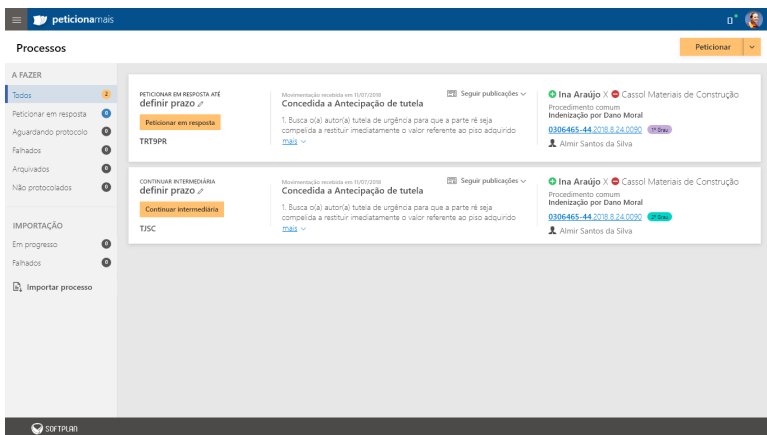 peticionamais
Processos
Peticionar
A FAZER
Todos 2
Peticionar em resposta 0
Aguardando protocolo 0
Falhados 0
Arquivados 0
Não protocolados 0
IMPORTAÇÃO
Em progresso 0
Falhados 0
Importar processo
PETICIONAR EM RESPOSTA ATÉ
definir prazo
Peticionar em resposta
TRT9PR
Movimentação recebida em 11/07/2018
Seguir publicações
Concedida a Antecipação de tutela
1. Busca o(a) autor(a) tutela de urgência para que a parte ré seja
compelida a restituir imediatamente o valor referente ao piso adquirido
mais
Ina Araújo X Cassol Materiais de Construção
Procedimento comum
Indenização por Dano Moral
0306465-44.2018.8.24.0090 1º Grau
Almir Santos da Silva
CONTINUAR INTERMEDIÁRIA
definir prazo
Continuar intermediária
TJSC
Movimentação recebida em 11/07/2018
Seguir publicações
Concedida a Antecipação de tutela
1. Busca o(a) autor(a) tutela de urgência para que a parte ré seja
compelida a restituir imediatamente o valor referente ao piso adquirido
mais
Ina Araújo X Cassol Materiais de Construção
Procedimento comum
Indenização por Dano Moral
0306465-44.2018.8.24.0090 2º Grau
Almir Santos da Silva
SOFTPLAN